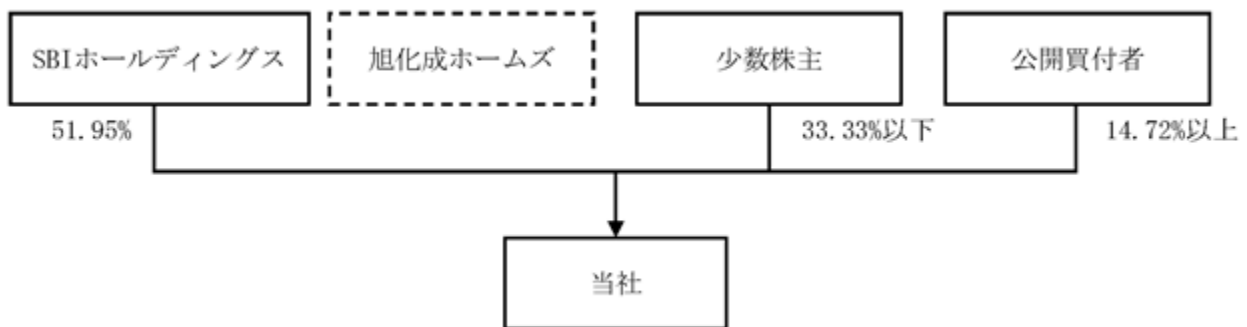 SBIホールディングス
旭化成ホームズ
少数株主
公開買付者
51.95%
33.33%以下
14.72%以上
当社